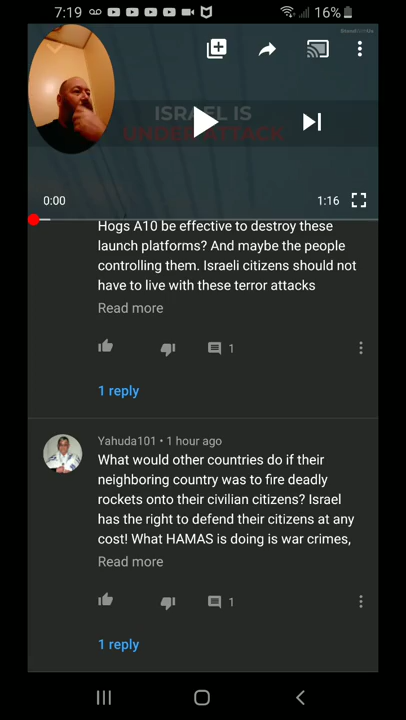 7:19
16%
ISRAEL IS
UNDER ATTACK
0:00
1:16
Hogs A10 be effective to destroy these
launch platforms? And maybe the people
controlling them. Israeli citizens should not
have to live with these terror attacks
Read more
1
1 reply
Yahuda101 • 1 hour ago
What would other countries do if their
neighboring country was to fire deadly
rockets onto their civilian citizens? Israel
has the right to defend their citizens at any
cost! What HAMAS is doing is war crimes,
Read more
1
1 reply